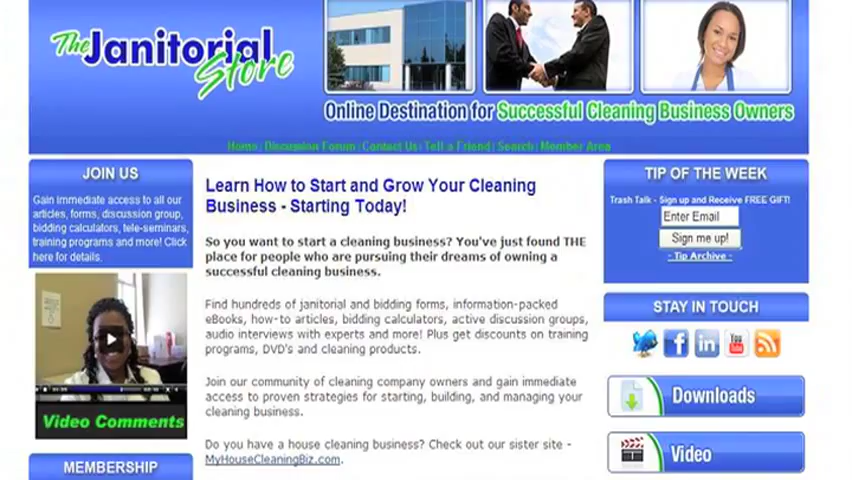 The Janitorial
Store
Online Destination for Successful Cleaning Business Owners
Home | Discussion Forum | Contact Us | Tell a Friend | Search | Member Area
JOIN US
Gain immediate access to all our
articles, forms, discussion group,
bidding calculators, tele-seminars,
training programs and more! Click
here for details.
Video Comments
MEMBERSHIP
Learn How to Start and Grow Your Cleaning
Business - Starting Today!
So you want to start a cleaning business? You've just found THE
place for people who are pursuing their dreams of owning a
successful cleaning business.
Find hundreds of janitorial and bidding forms, information-packed
eBooks, how-to articles, bidding calculators, active discussion groups,
audio interviews with experts and more! Plus get discounts on training
programs, DVD's and cleaning products.
Join our community of cleaning company owners and gain immediate
access to proven strategies for starting, building, and managing your
cleaning business.
Do you have a house cleaning business? Check out our sister site -
MyHouseCleaningBiz.com.
TIP OF THE WEEK
Trash Talk - Sign up and Receive FREE GIFT!
Enter Email
Sign me up!
- Tip Archive -
STAY IN TOUCH
f in You Tube
Downloads
Video